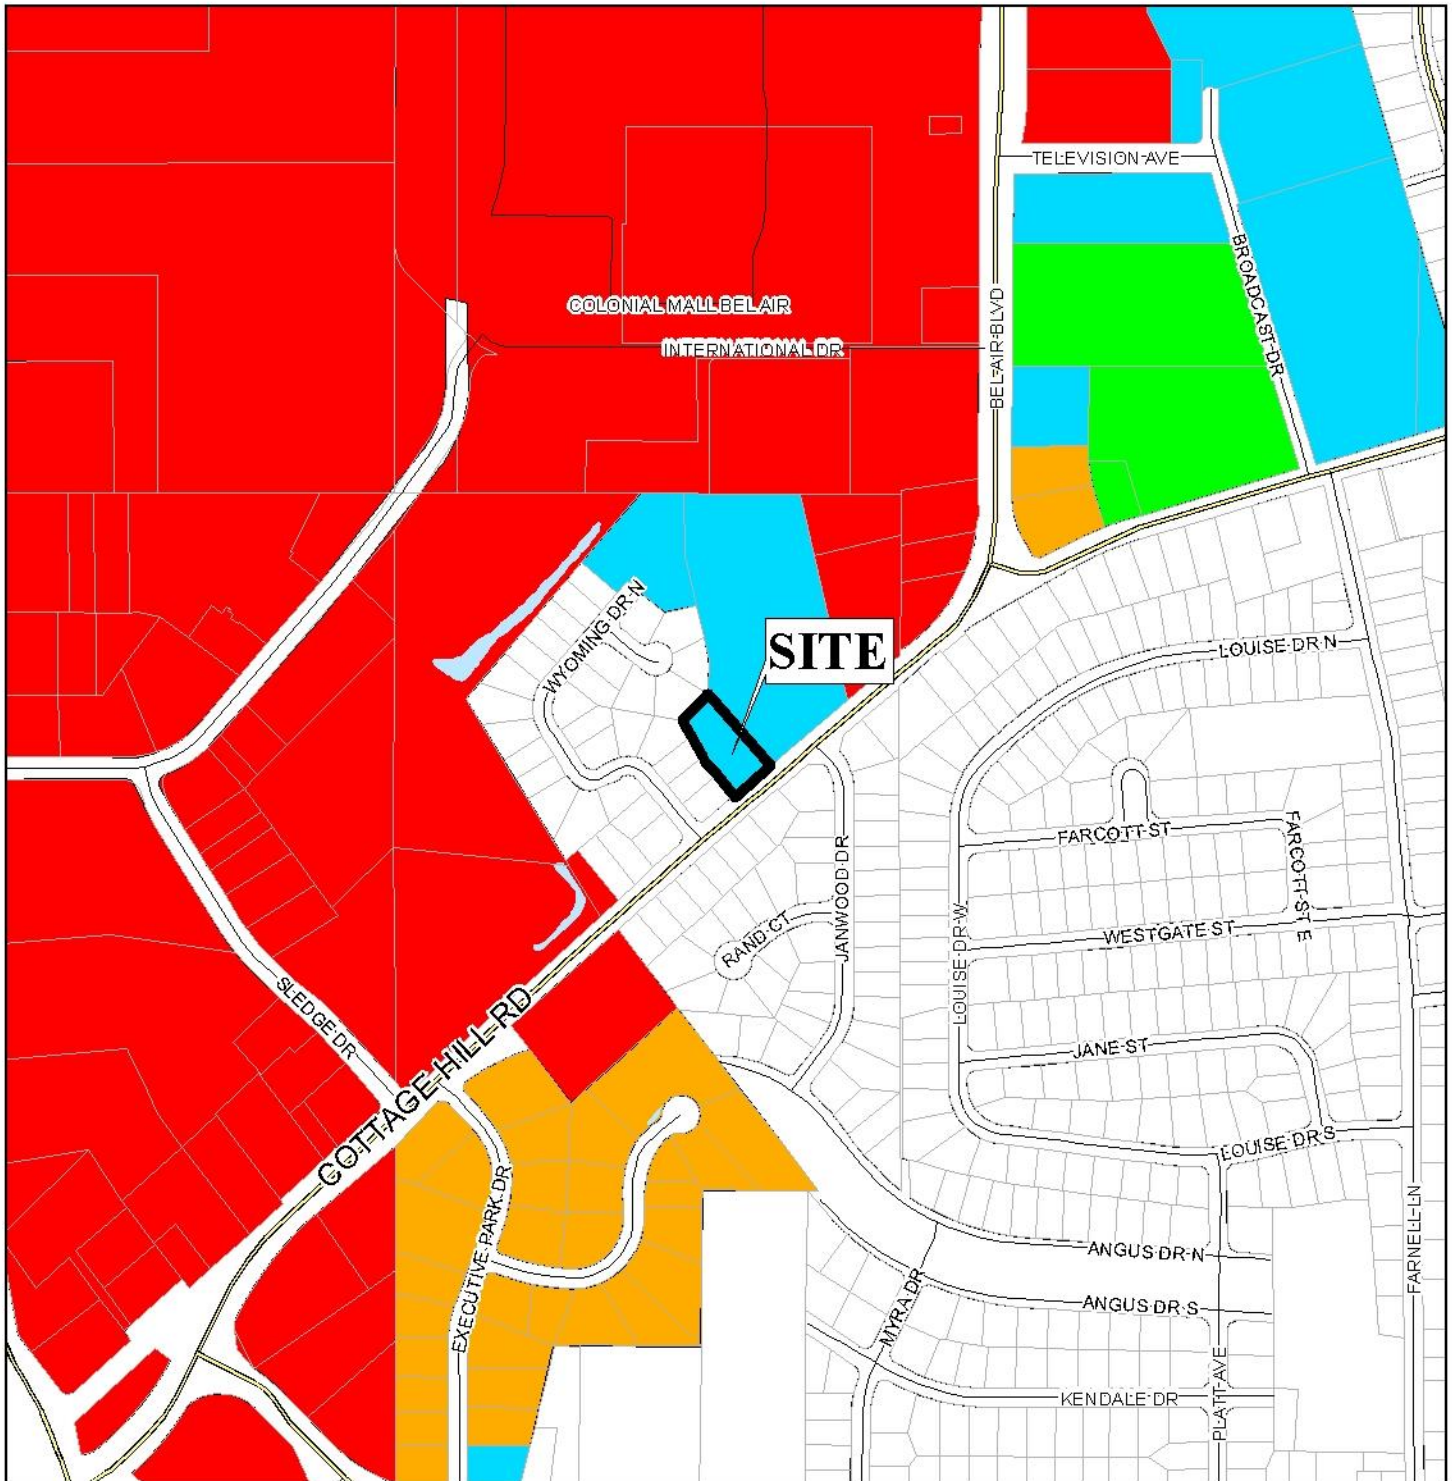 TELEVISION AVE
BROADCAST DR
COLONIAL MALL BEL AIR
INTERNATIONAL DR
BEL AIR BLVD
WYOMING DR N
SITE
LOUISE DR N
FARCOTT ST
FARCOTT ST E
JANWOOD DR
RAND CT
LOUISE DR W
WESTGATE ST
SLEDGE DR
COTTAGE HILL RD
JANE ST
LOUISE DR S
EXECUTIVE PARK DR
ANGUS DR N
FARNELL LN
ANGUS DR S
MYRA DR
PLATT AVE
KENDALE DR